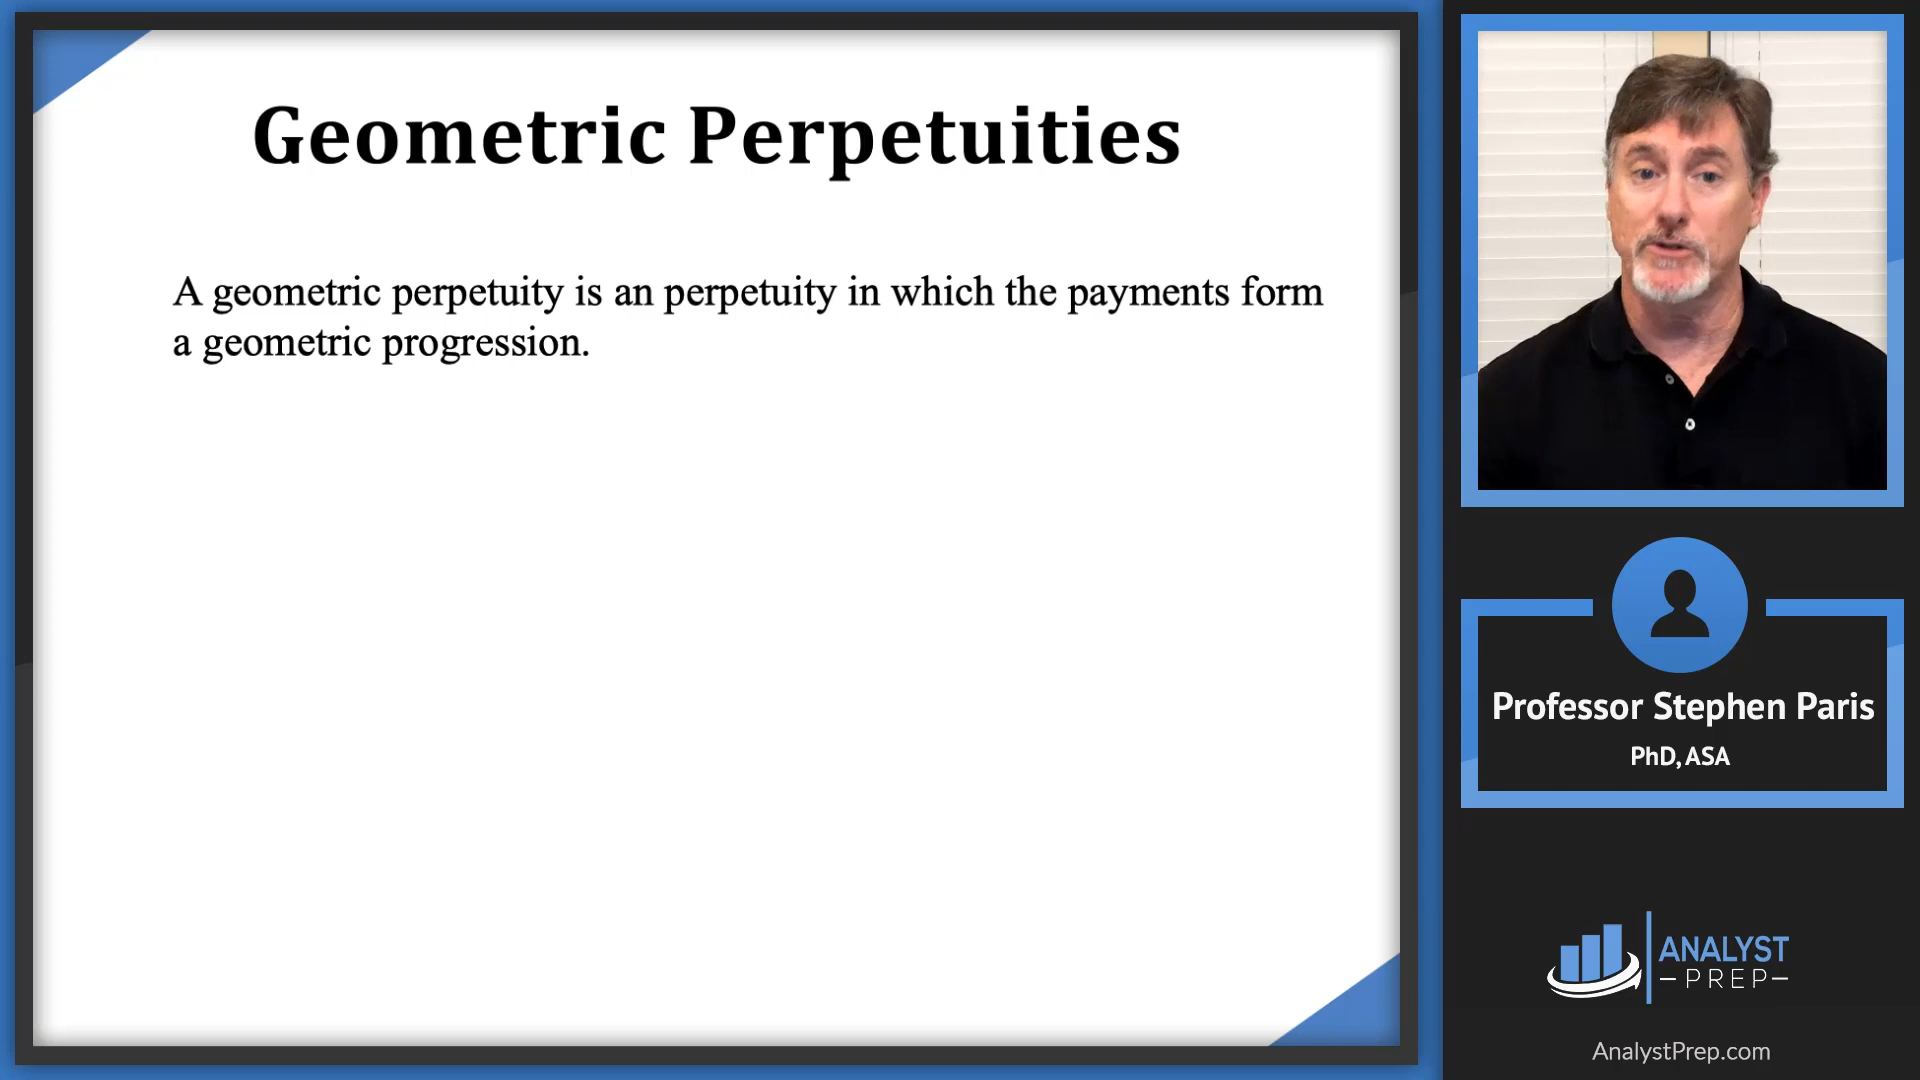 Geometric Perpetuities
A geometric perpetuity is an perpetuity in which the payments form
a geometric progression.
Professor Stephen Paris
PhD, ASA
ANALYST
PREP
AnalystPrep.com